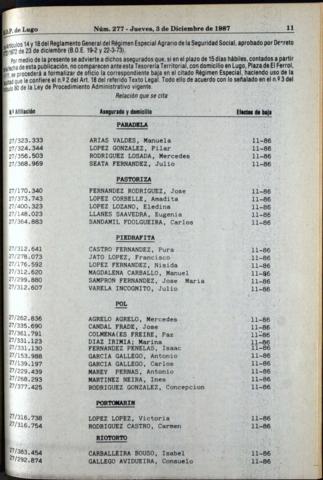 B.O.P. de Lugo Núm. 277 - Jueves, 3 de Diciembre de 1987 11
artículos 14 y 18 del Reglamento General del Régimen Especial Agrario de la Seguridad Social, aprobado por Decreto
de 23 de diciembre (B.O.E. 19-2 y 22-3-73).
Por medio de la presente se advierte a dichos asegurados que, si en el plazo de 15 días hábiles, contados a partir
de esta publicación, no comparecen ante esta Tesorería Territorial, con domicilio en Lugo, Plaza de El Ferrol,
se procederá a formalizar de oficio la correspondiente baja en el citado Régimen Especial, haciendo uso de la
que le confiere el n.º 2 del Art. 18 del referido Texto Legal. Todo ello de acuerdo con lo señalado en el n.º 3 del
80 de la Ley de Procedimiento Administrativo vigente.
Relación que se cita
N.º Afiliación Asegurado y domicilio Efectos de baja
PARADELA
27/323.333 ARIAS VALDES, Manuela 11-86
27/324.344 LOPEZ GONZALEZ, Pilar 11-86
27/356.503 RODRIGUEZ LOSADA, Mercedes 11-86
27/368.969 SEATA FERNANDEZ, Julio 11-86
PASTORIZA
27/170.340 FERNANDEZ RODRIGUEZ, Jose 11-86
27/373.743 LOPEZ CORBELLE, Amadita 11-86
27/400.323 LOPEZ LOZANO, Eledina 11-86
27/148.023 LLANES SAAVEDRA, Eugenia 11-86
27/364.883 SANDAMIL FDOLGUEIRA, Carlos 11-86
PIEDRAFITA
27/312.641 CASTRO FERNANDEZ, Pura 11-86
27/278.073 JATO LOPEZ, Francisco 11-86
27/176.592 LOPEZ FERNANDEZ, Nisida 11-86
27/312.620 MAGDALENA CARBALLO, Manuel 11-86
27/299.880 SAMPRON FERNANDEZ, Jose Maria 11-86
27/312.607 VARELA INCOGNITO, Julio 11-86
POL
27/262.836 AGRELO AGRELO, Mercedes 11-86
27/335.690 CANDAL FRADE, Jose 11-86
27/361.791 COLMENA(ES FREIRE, Paz 11-86
27/331.123 DIAZ IRIMIA; Marina 11-86
27/331.130 FERNANDEZ PENELAS, Isaac 11-86
27/153.988 GARCIA GALLEGO, Antonio 11-86
27/139.197 GARCIA GALLEGO, Carlos 11-86
27/229.439 MAREY PERNAS, Antonio 11-86
27/268.293 MARTINEZ NEIRA, Ines 11-86
27/377.425 RODRIGUEZ GONZALEZ, Concepcion 11-86
PORTOMARIN
27/316.738 LOPEZ LOPEZ, Victoria 11-86
27/316.754 RODRIGUEZ CASTRO, Carmen 11-86
RIOTORTO
27/363.454 CARBALLEIRA BOUSO, Isabel 11-86
27/292.874 GALLEGO AVIDUEIRA, Consuelo 11-86